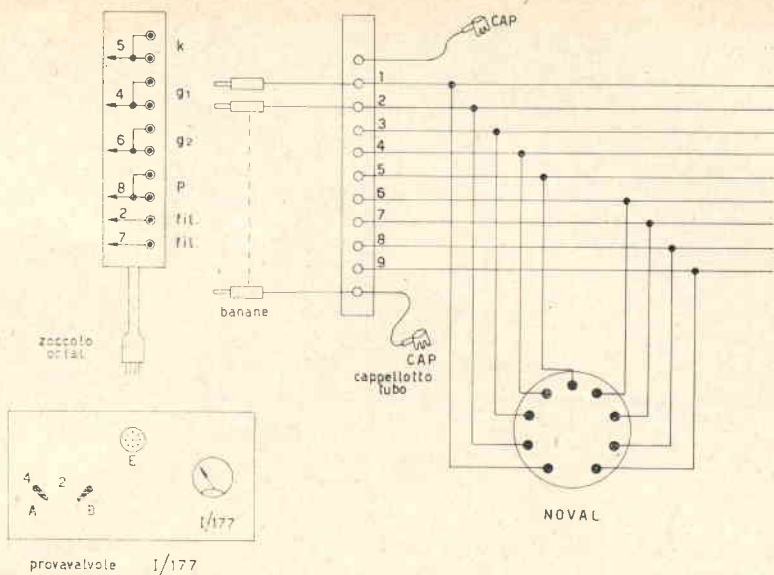 CAP
5 k
4 g1
6 g2
8 P
2 fil.
7 fil.
1
2
3
4
5
6
7
8
9
banane
zoccolo
octal
CAP
cappellotto
tubo
E
4 2
A B
I/177
NOVAL
provavalvole I/177